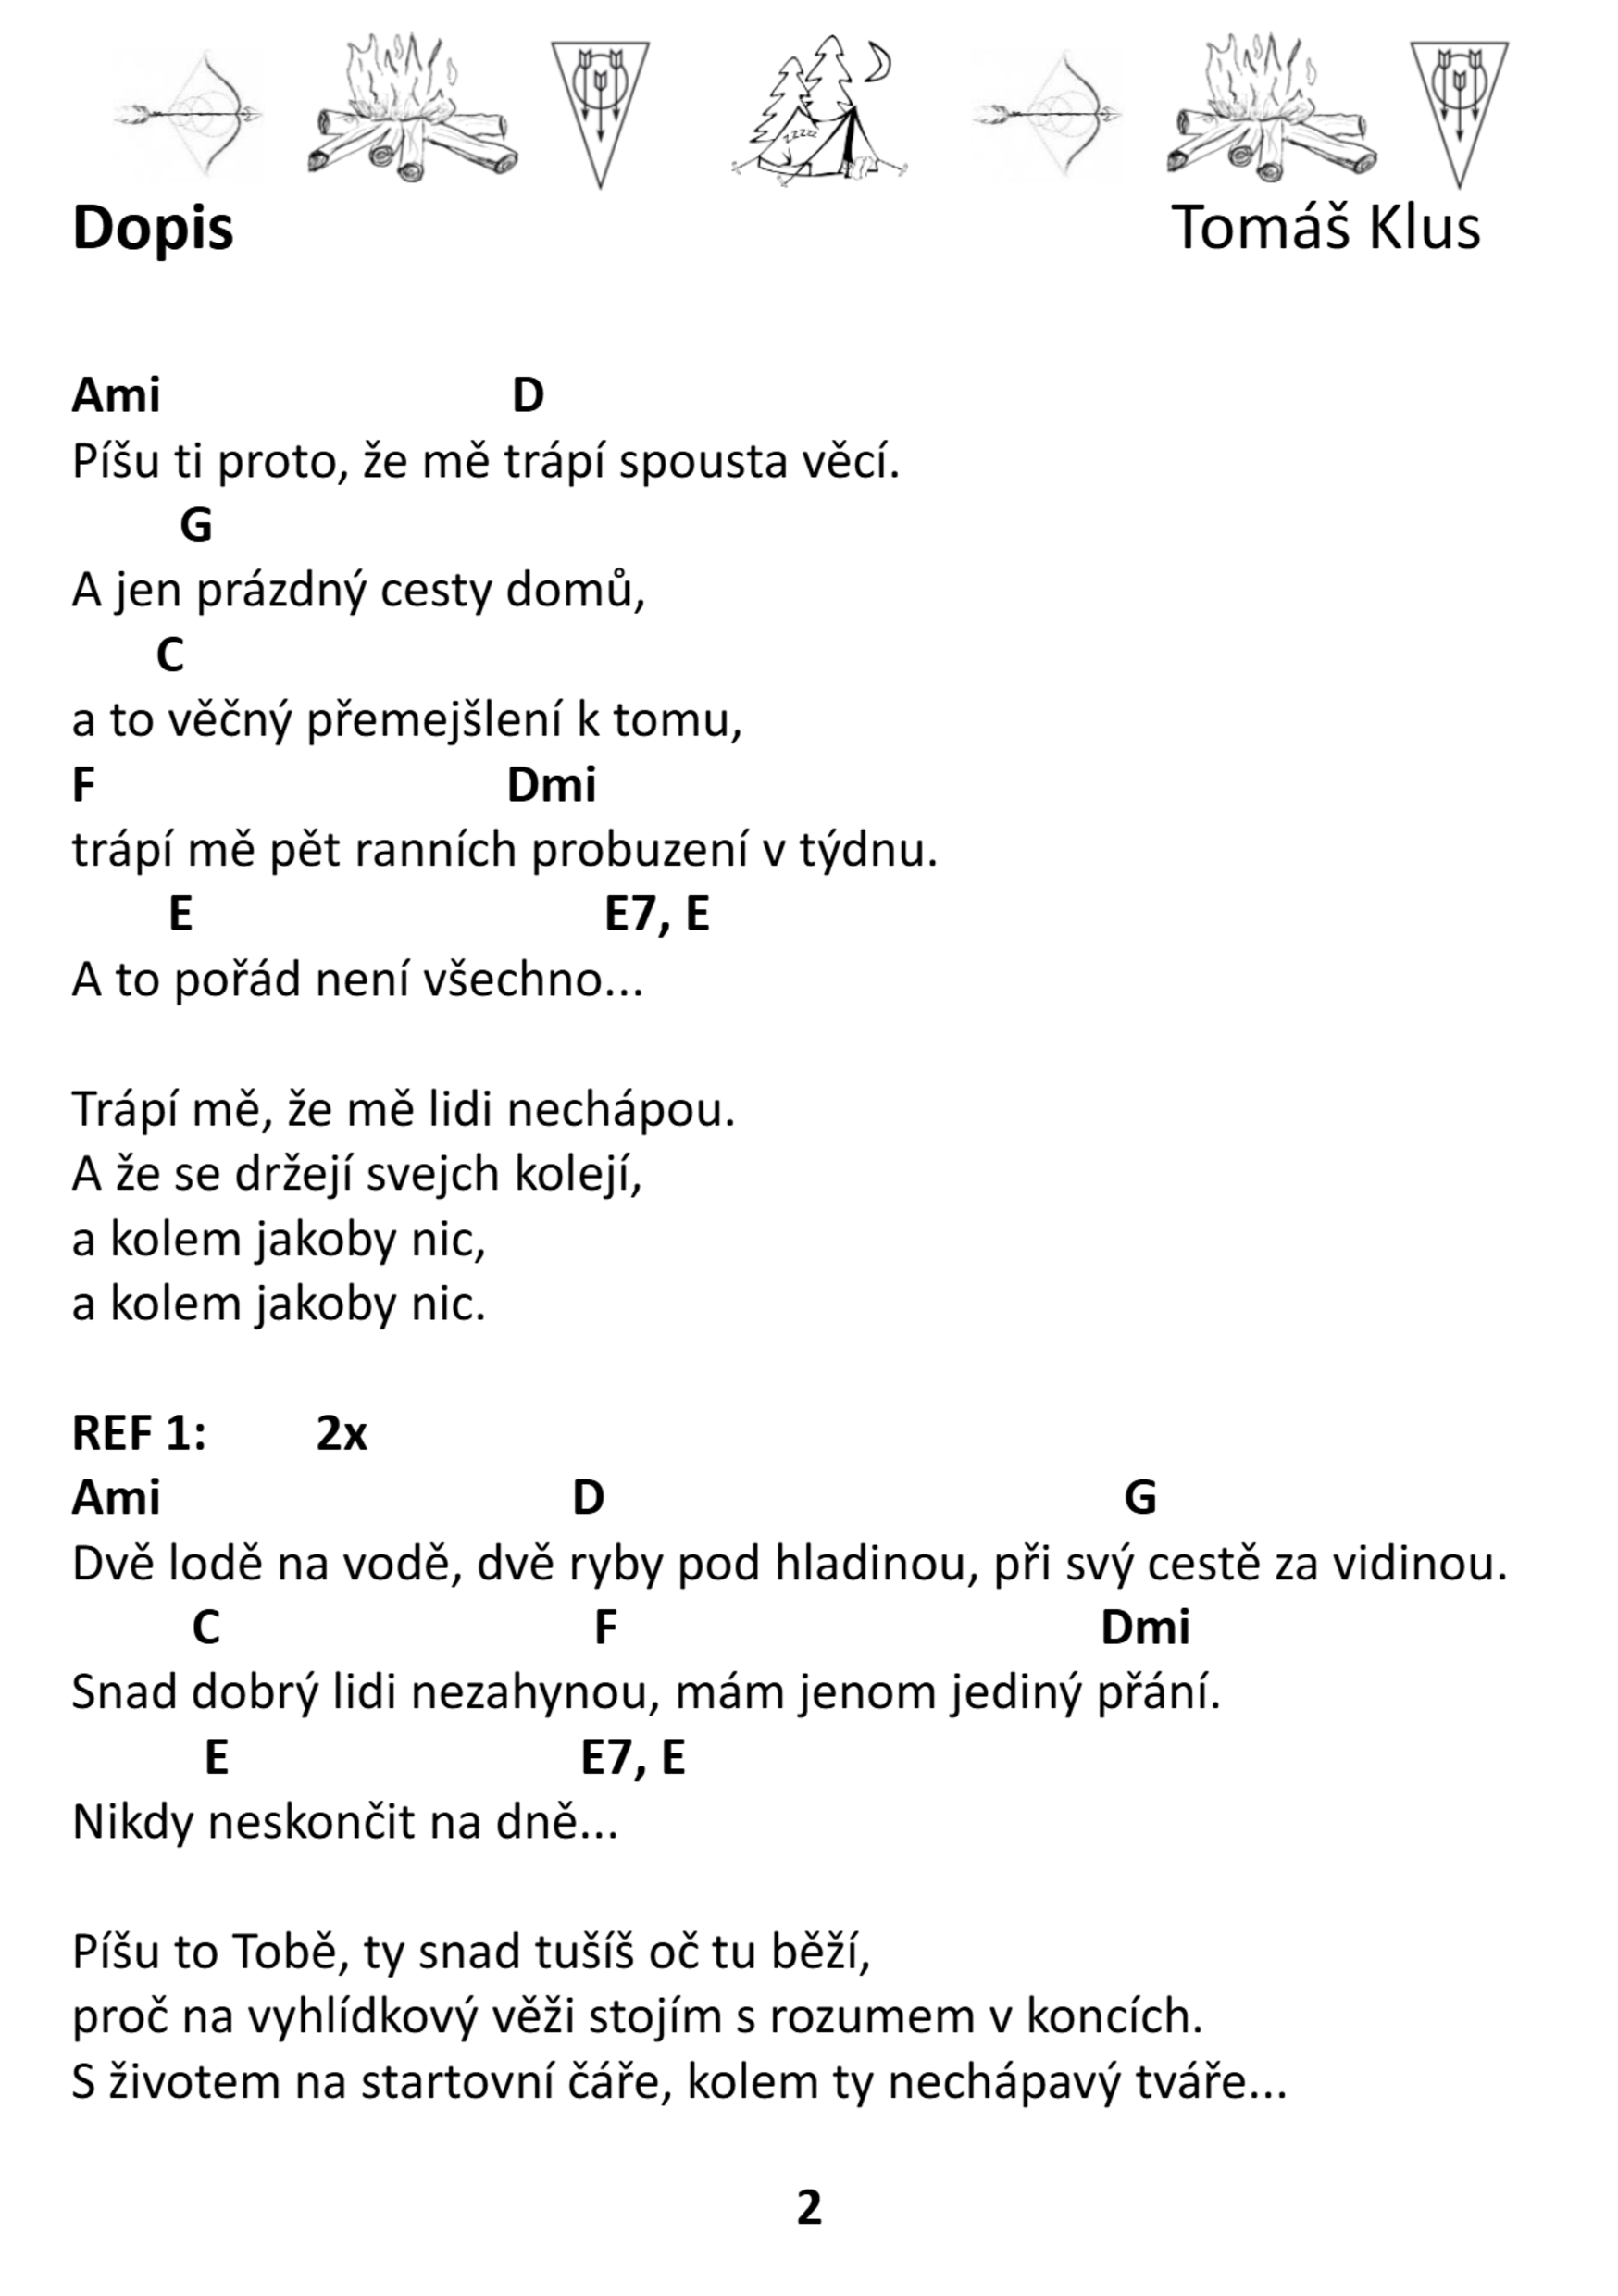 zzzzz
Dopis Tomáš Klus
Ami D
Píšu ti proto, že mě trápí spousta věcí.
G
A jen prázdný cesty domů,
C
a to věčný přemejšlení k tomu,
F Dmi
trápí mě pět ranních probuzení v týdnu.
E E7, E
A to pořád není všechno...
Trápí mě, že mě lidi nechápou.
A že se držejí svejch kolejí,
a kolem jakoby nic,
a kolem jakoby nic.
REF 1: 2x
Ami D G
Dvě lodě na vodě, dvě ryby pod hladinou, při svý cestě za vidinou.
C F Dmi
Snad dobrý lidi nezahynou, mám jenom jediný přání.
E E7, E
Nikdy neskončit na dně...
Píšu to Tobě, ty snad tušíš oč tu běží,
proč na vyhlídkový věži stojím s rozumem v koncích.
S životem na startovní čáře, kolem ty nechápavý tváře...
2